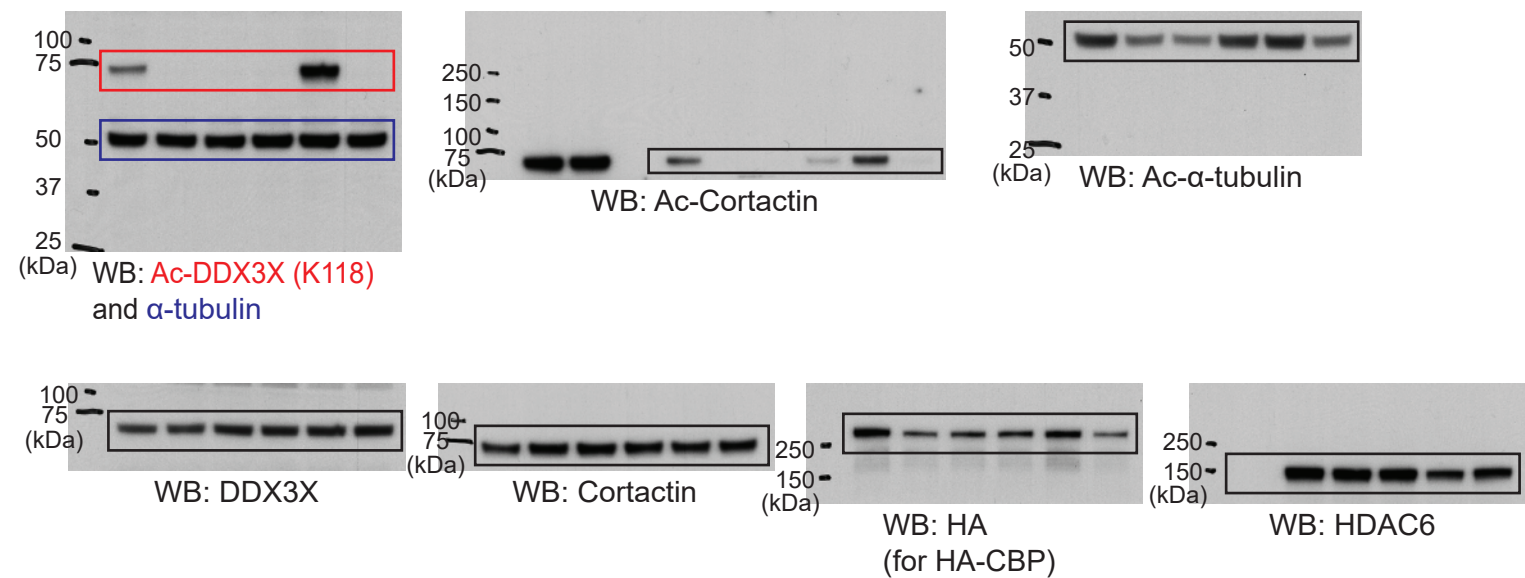 100
75
50
37
25
(kDa)
WB: Ac-DDX3X (K118)
and α-tubulin
250
150
100
75
(kDa)
WB: Ac-Cortactin
50
37
25
(kDa)
WB: Ac-α-tubulin
100
75
(kDa)
WB: DDX3X
100
75
(kDa)
WB: Cortactin
250
150
(kDa)
WB: HA
(for HA-CBP)
250
150
(kDa)
WB: HDAC6